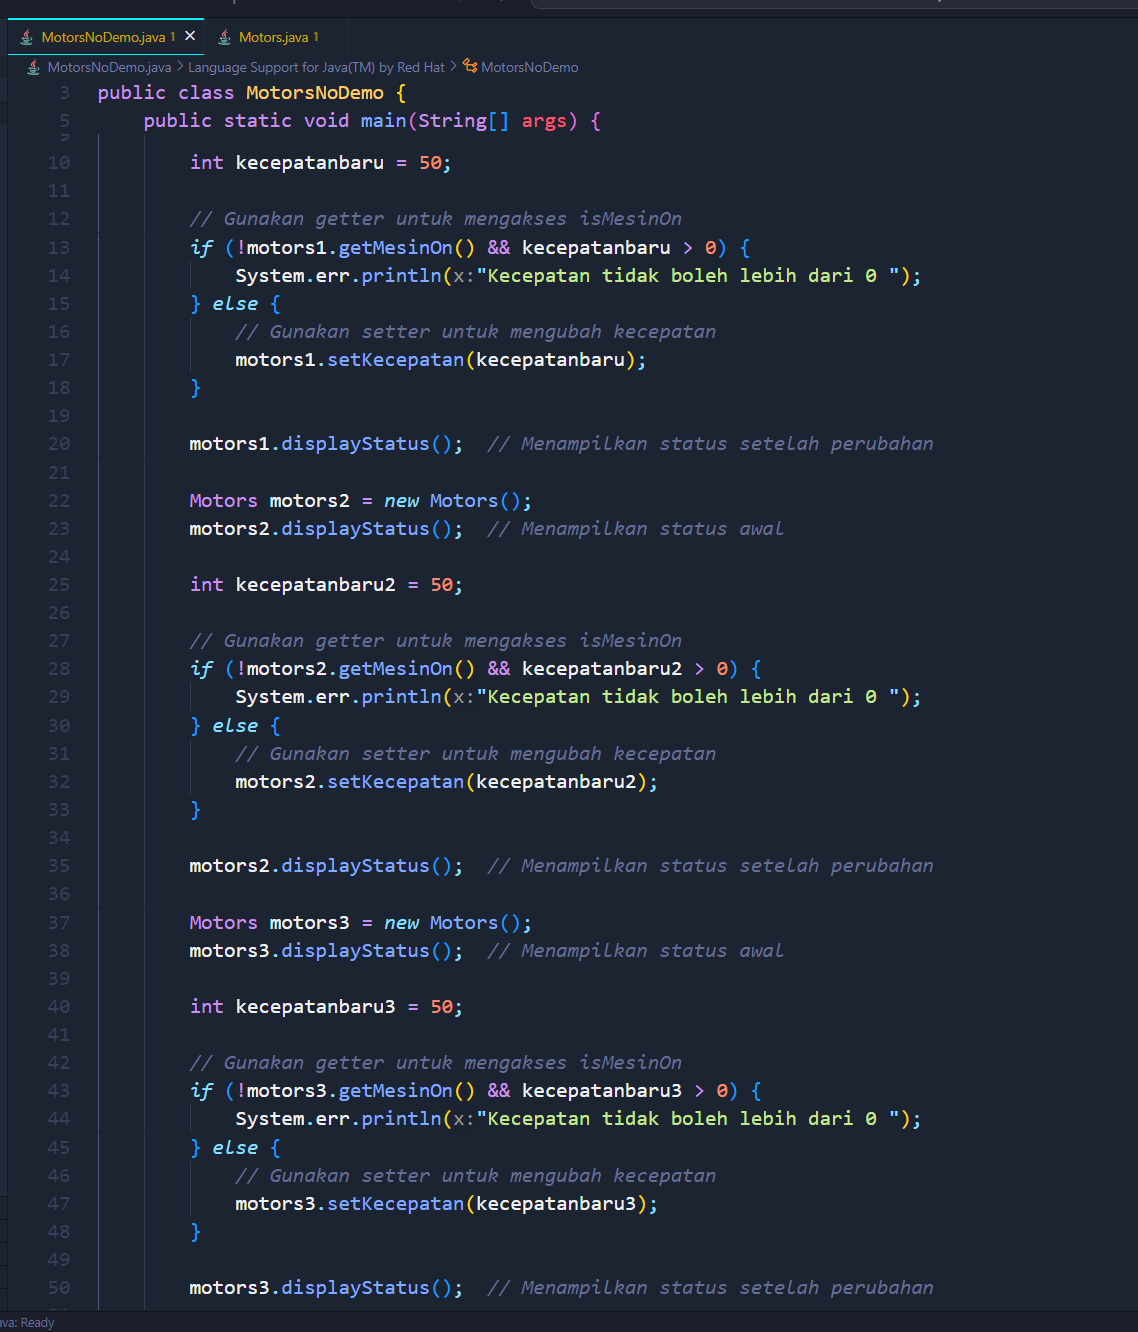 MotorsNoDemo.java 1 × Motors.java 1
MotorsNoDemo.java > Language Support for Java(TM) by Red Hat > MotorsNoDemo
3 public class MotorsNoDemo {
5 public static void main(String[] args) {
9
10 int kecepatanbaru = 50;
11
12 // Gunakan getter untuk mengakses isMesinOn
13 if (!motors1.getMesinOn() && kecepatanbaru > 0) {
14 System.err.println(x:"Kecepatan tidak boleh lebih dari 0 ");
15 } else {
16 // Gunakan setter untuk mengubah kecepatan
17 motors1.setKecepatan(kecepatanbaru);
18 }
19
20 motors1.displayStatus(); // Menampilkan status setelah perubahan
21
22 Motors motors2 = new Motors();
23 motors2.displayStatus(); // Menampilkan status awal
24
25 int kecepatanbaru2 = 50;
26
27 // Gunakan getter untuk mengakses isMesinOn
28 if (!motors2.getMesinOn() && kecepatanbaru2 > 0) {
29 System.err.println(x:"Kecepatan tidak boleh lebih dari 0 ");
30 } else {
31 // Gunakan setter untuk mengubah kecepatan
32 motors2.setKecepatan(kecepatanbaru2);
33 }
34
35 motors2.displayStatus(); // Menampilkan status setelah perubahan
36
37 Motors motors3 = new Motors();
38 motors3.displayStatus(); // Menampilkan status awal
39
40 int kecepatanbaru3 = 50;
41
42 // Gunakan getter untuk mengakses isMesinOn
43 if (!motors3.getMesinOn() && kecepatanbaru3 > 0) {
44 System.err.println(x:"Kecepatan tidak boleh lebih dari 0 ");
45 } else {
46 // Gunakan setter untuk mengubah kecepatan
47 motors3.setKecepatan(kecepatanbaru3);
48 }
49
50 motors3.displayStatus(); // Menampilkan status setelah perubahan
ava: Ready